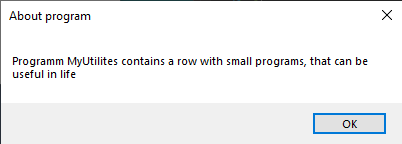 About program
Programm MyUtilites contains a row with small programs, that can be
useful in life
OK